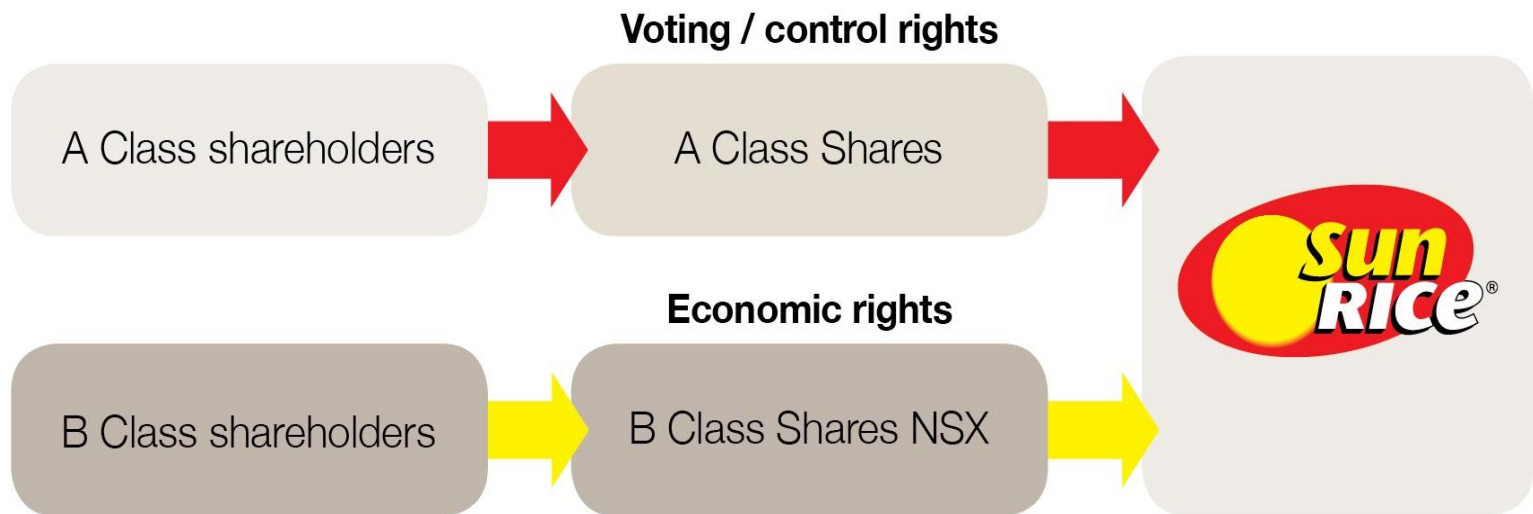 Voting / control rights
A Class shareholders
A Class Shares
Economic rights
B Class shareholders
B Class Shares NSX
Sun
RICe®